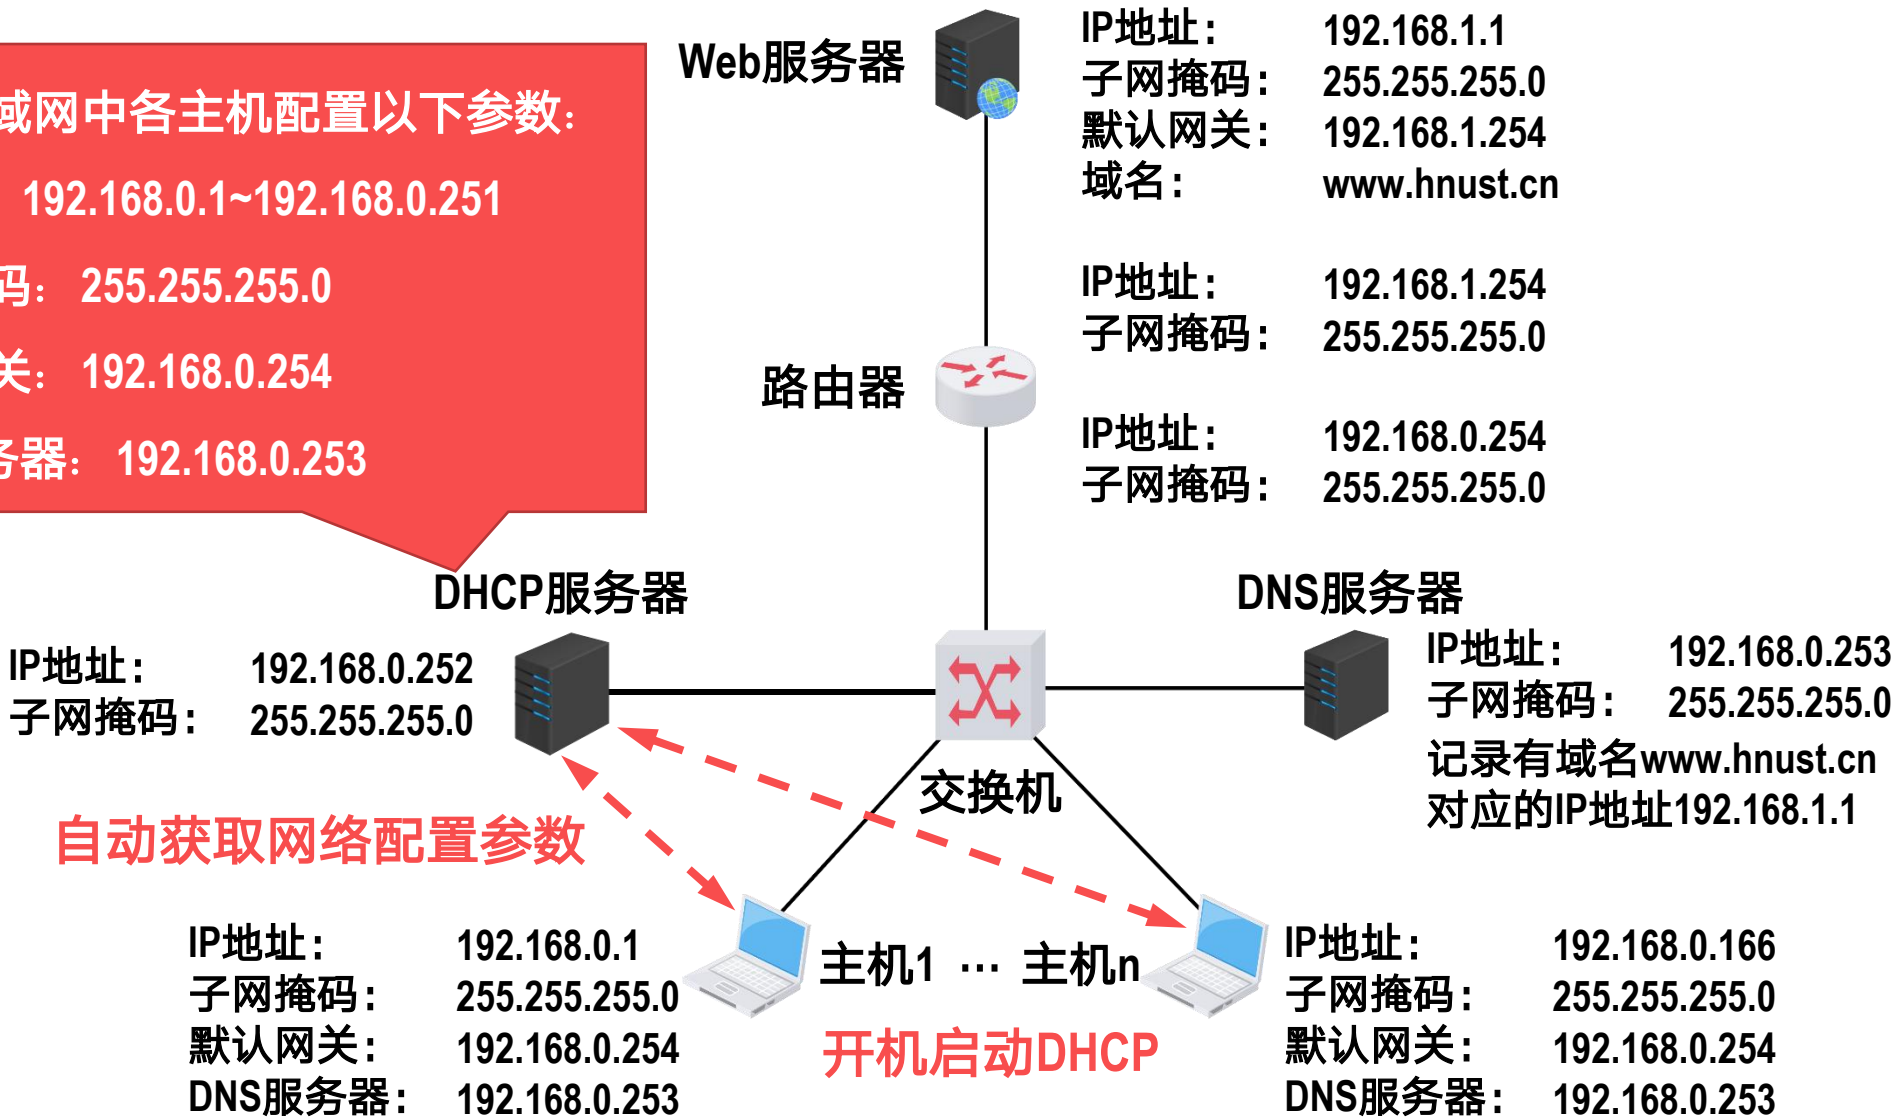 Web服务器
IP地址: 192.168.1.1
子网掩码: 255.255.255.0
默认网关: 192.168.1.254
域名: www.hnust.cn
域网中各主机配置以下参数:
192.168.0.1~192.168.0.251
码: 255.255.255.0
关: 192.168.0.254
务器: 192.168.0.253
IP地址: 192.168.1.254
子网掩码: 255.255.255.0
路由器
IP地址: 192.168.0.254
子网掩码: 255.255.255.0
DHCP服务器
IP地址: 192.168.0.252
子网掩码: 255.255.255.0
DNS服务器
IP地址: 192.168.0.253
子网掩码: 255.255.255.0
记录有域名www.hnust.cn
对应的IP地址192.168.1.1
交换机
自动获取网络配置参数
IP地址: 192.168.0.1
子网掩码: 255.255.255.0
默认网关: 192.168.0.254
DNS服务器: 192.168.0.253
主机1 … 主机n
开机启动DHCP
IP地址: 192.168.0.166
子网掩码: 255.255.255.0
默认网关: 192.168.0.254
DNS服务器: 192.168.0.253